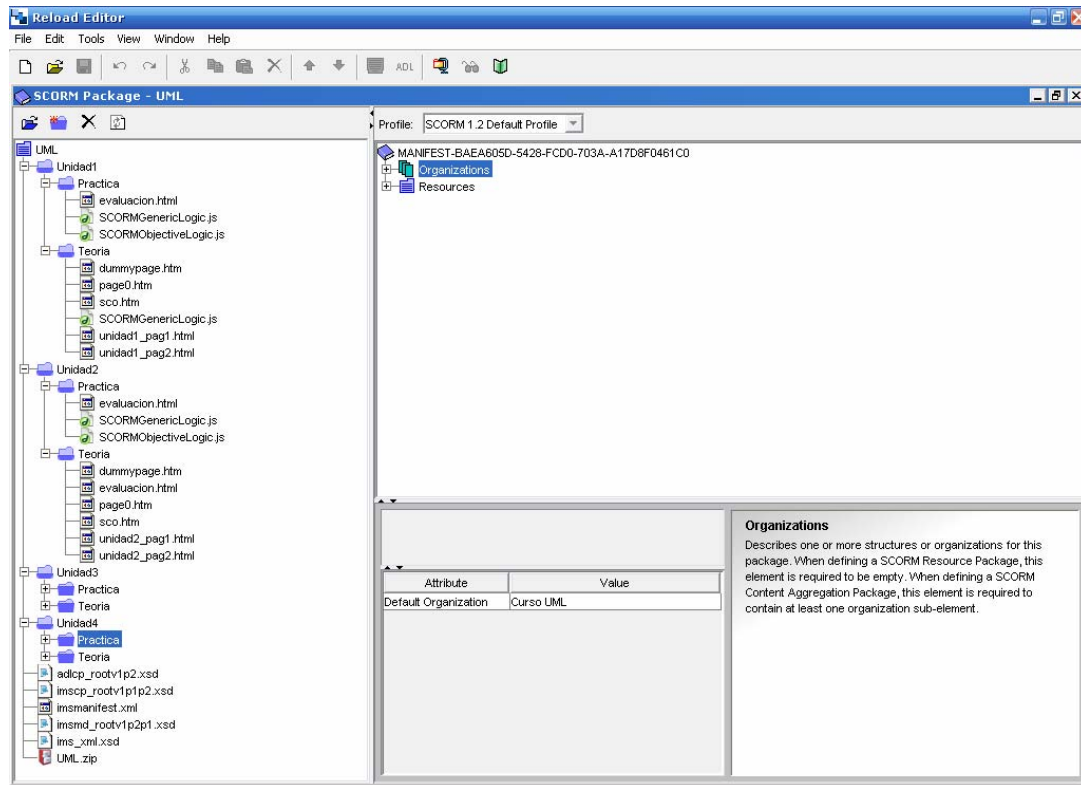 Reload Editor
File Edit Tools View Window Help
ADL
SCORM Package - UML
Profile: SCORM 1.2 Default Profile
UML
Unidad1
Practica
evaluacion.html
SCORMGenericLogic.js
SCORMObjectiveLogic.js
Teoria
dummypage.htm
page0.htm
sco.htm
SCORMGenericLogic.js
unidad1_pag1.html
unidad1_pag2.html
Unidad2
Practica
evaluacion.html
SCORMGenericLogic.js
SCORMObjectiveLogic.js
Teoria
dummypage.htm
evaluacion.html
page0.htm
sco.htm
unidad2_pag1.html
unidad2_pag2.html
Unidad3
Practica
Teoria
Unidad4
Practica
Teoria
adlcp_rootv1p2.xsd
imscp_rootv1p1p2.xsd
imsmanifest.xml
imsmd_rootv1p2p1.xsd
ims_xml.xsd
UML.zip
MANIFEST-BAEA605D-5428-FCD0-703A-A17D8F0461C0
Organizations
Resources
Attribute Value
Default Organization Curso UML
Organizations
Describes one or more structures or organizations for this
package. When defining a SCORM Resource Package, this
element is required to be empty. When defining a SCORM
Content Aggregation Package, this element is required to
contain at least one organization sub-element.